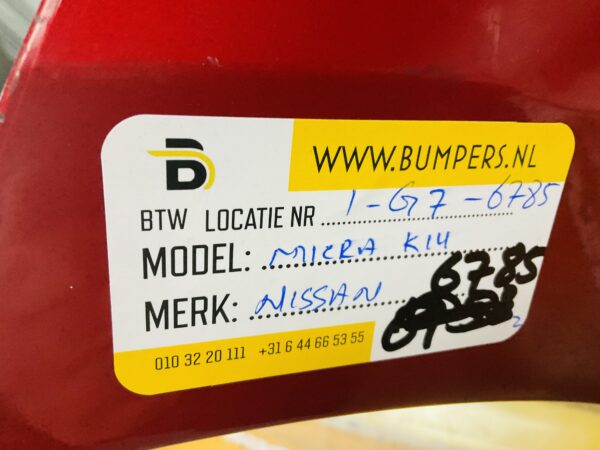 WWW.BUMPERS.NL
BTW LOCATIE NR 1-G7-6785
MODEL: MICRA K14
MERK: NISSAN 6785
010 32 20 111 +31 6 44 66 53 55